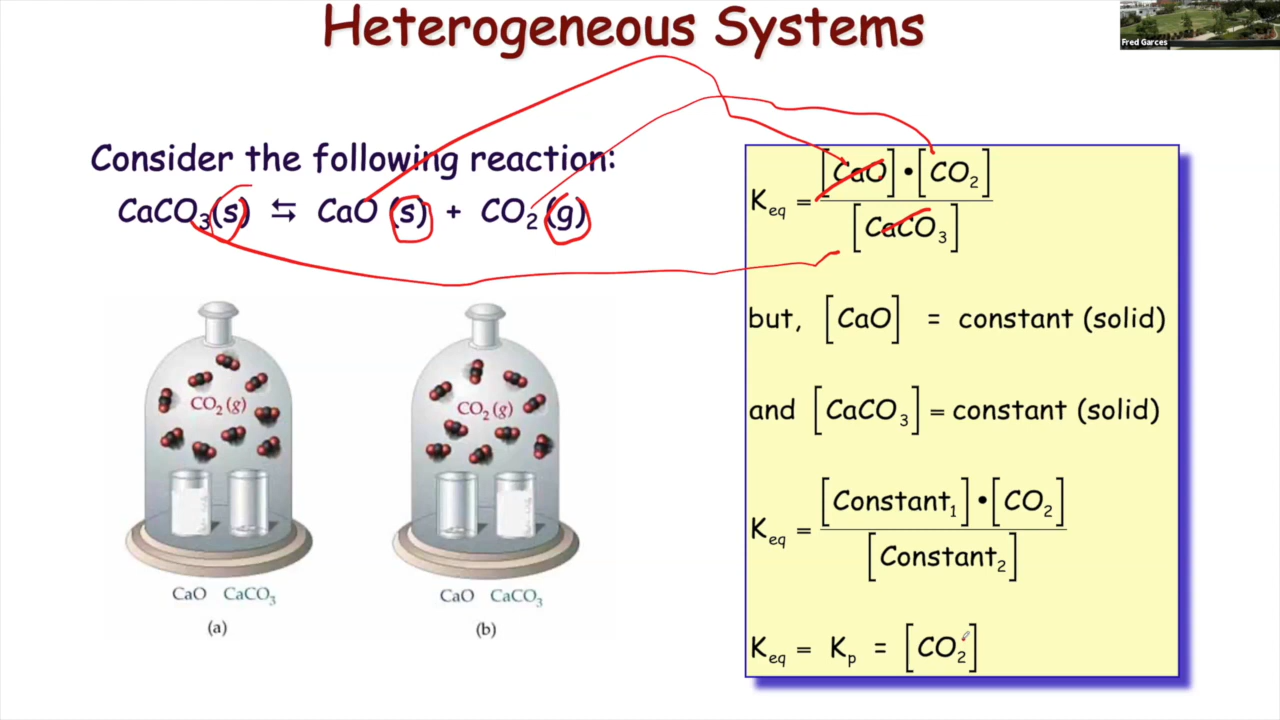 Heterogeneous Systems
Fred Garces
Consider the following reaction:
CaCO₃(s) ⇆ CaO (s) + CO₂ (g)
CO₂ (g)
CO₂ (g)
CaO CaCO₃
CaO CaCO₃
(a)
(b)
K_eq = [CaO] • [CO₂] / [CaCO₃]
but, [CaO] = constant (solid)
and [CaCO₃] = constant (solid)
K_eq = [Constant₁] • [CO₂] / [Constant₂]
K_eq = K_p = [CO₂]